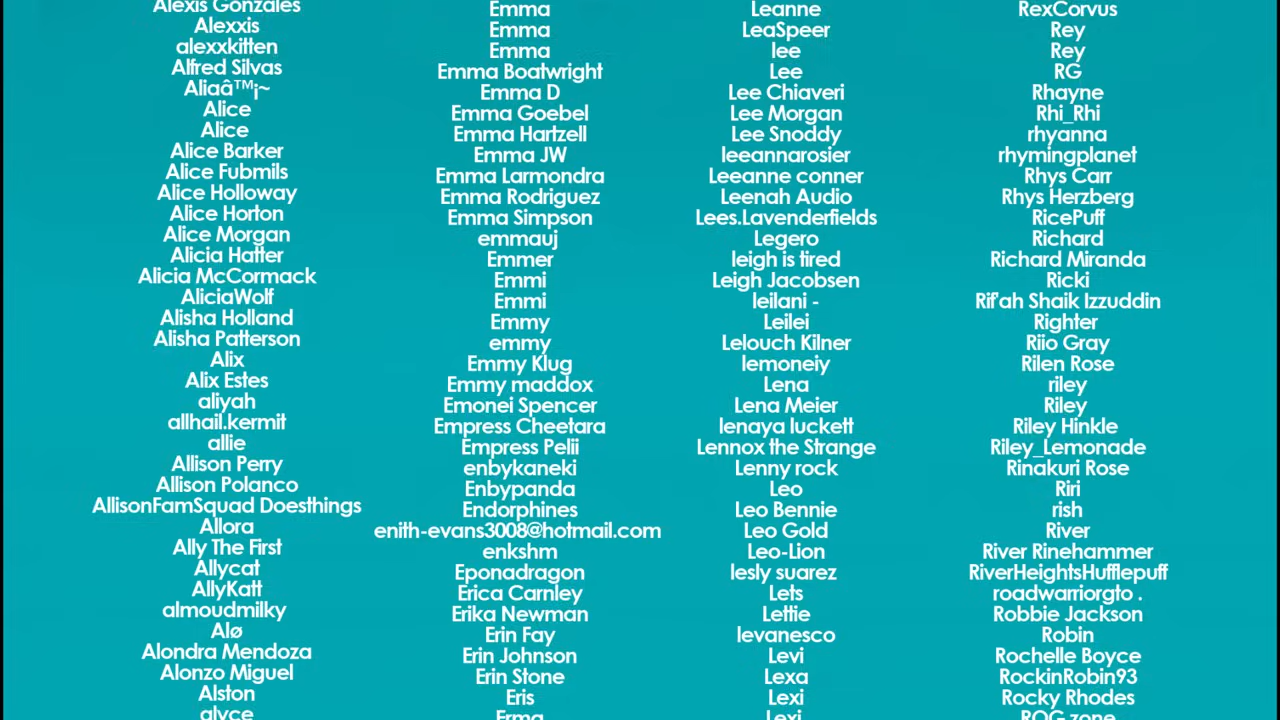 Alexis Gonzales
Alexxis
alexxkitten
Alfred Silvas
Aliaâ™¡~
Alice
Alice
Alice Barker
Alice Fubmils
Alice Holloway
Alice Horton
Alice Morgan
Alicia Hatter
Alicia McCormack
AliciaWolf
Alisha Holland
Alisha Patterson
Alix
Alix Estes
aliyah
allhail.kermit
allie
Allison Perry
Allison Polanco
AllisonFamSquad Doesthings
Allora
Ally The First
Allycat
AllyKatt
almoudmilky
Alø
Alondra Mendoza
Alonzo Miguel
Alston
alyce
Emma
Emma
Emma
Emma Boatwright
Emma D
Emma Goebel
Emma Hartzell
Emma JW
Emma Larmondra
Emma Rodriguez
Emma Simpson
emmauj
Emmer
Emmi
Emmi
Emmy
emmy
Emmy Klug
Emmy maddox
Emonei Spencer
Empress Cheetara
Empress Pelii
enbykaneki
Enbypanda
Endorphines
enith-evans3008@hotmail.com
enkshm
Eponadragon
Erica Carnley
Erika Newman
Erin Fay
Erin Johnson
Erin Stone
Eris
Erma
Leanne
LeaSpeer
lee
Lee
Lee Chiaveri
Lee Morgan
Lee Snoddy
leeannarosier
Leeanne conner
Leenah Audio
Lees.Lavenderfields
Legero
leigh is tired
Leigh Jacobsen
leilani -
Leilei
Lelouch Kilner
lemoneiy
Lena
Lena Meier
lenaya luckett
Lennox the Strange
Lenny rock
Leo
Leo Bennie
Leo Gold
Leo-Lion
lesly suarez
Lets
Lettie
levanesco
Levi
Lexa
Lexi
Lexi
RexCorvus
Rey
Rey
RG
Rhayne
Rhi_Rhi
rhyanna
rhymingplanet
Rhys Carr
Rhys Herzberg
RicePuff
Richard
Richard Miranda
Ricki
Rif'ah Shaik Izzuddin
Righter
Riio Gray
Rilen Rose
riley
Riley
Riley Hinkle
Riley_Lemonade
Rinakuri Rose
Riri
rish
River
River Rinehammer
RiverHeightsHufflepuff
roadwarriorgto .
Robbie Jackson
Robin
Rochelle Boyce
RockinRobin93
Rocky Rhodes
ROG zone